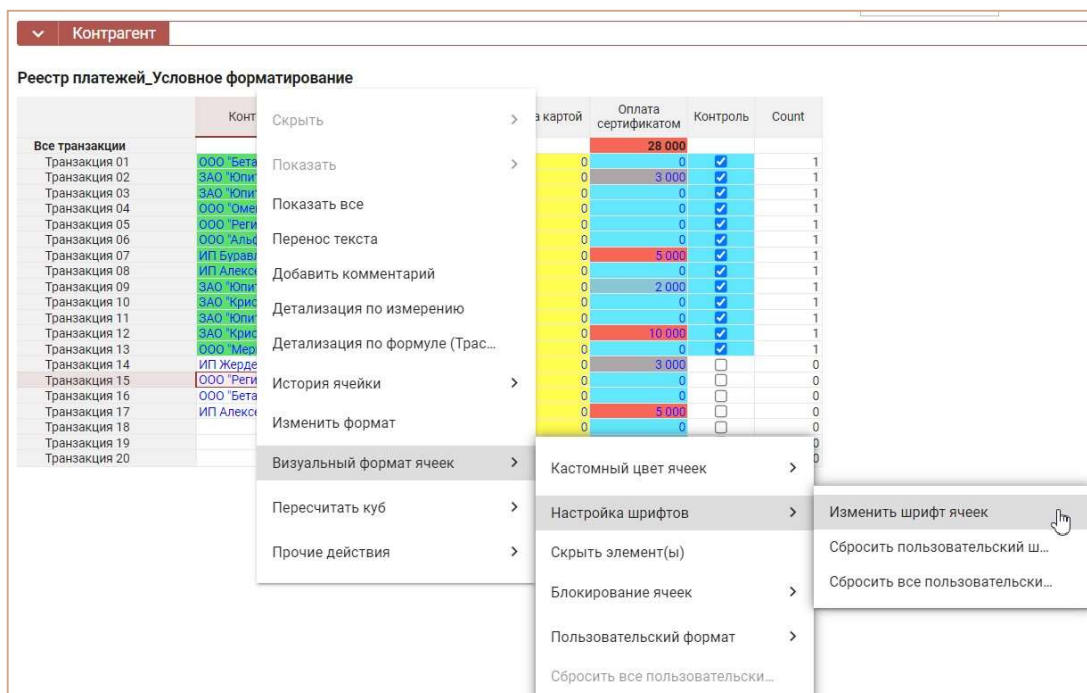 Контрагент
Реестр платежей_Условное форматирование
Конт а картой Оплата сертификатом Контроль Count
Все транзакции 28 000
Транзакция 01 ООО "Бета 0 0 1
Транзакция 02 ЗАО "Юпи 0 3 000 1
Транзакция 03 ЗАО "Юпи 0 0 1
Транзакция 04 ООО "Оме 0 0 1
Транзакция 05 ООО "Реги 0 0 1
Транзакция 06 ООО "Альф 0 0 1
Транзакция 07 ИП Бурав 0 5 000 1
Транзакция 08 ИП Алекс 0 0 1
Транзакция 09 ЗАО "Юпи 0 2 000 1
Транзакция 10 ЗАО "Крис 0 0 1
Транзакция 11 ЗАО "Юпи 0 0 1
Транзакция 12 ЗАО "Крис 0 10 000 1
Транзакция 13 ООО "Мер 0 0 1
Транзакция 14 ИП Жерде 0 3 000 0
Транзакция 15 ООО "Реги 0 0 0
Транзакция 16 ООО "Бета 0 0 0
Транзакция 17 ИП Алексе 0 5 000 0
Транзакция 18 0 0 0
Транзакция 19 0
Транзакция 20 0
Скрыть
Показать
Показать все
Перенос текста
Добавить комментарий
Детализация по измерению
Детализация по формуле (Трас...
История ячейки
Изменить формат
Визуальный формат ячеек
Пересчитать куб
Прочие действия
Кастомный цвет ячеек
Настройка шрифтов
Скрыть элемент(ы)
Блокирование ячеек
Пользовательский формат
Сбросить все пользовательски...
Изменить шрифт ячеек
Сбросить пользовательский ш...
Сбросить все пользовательски...